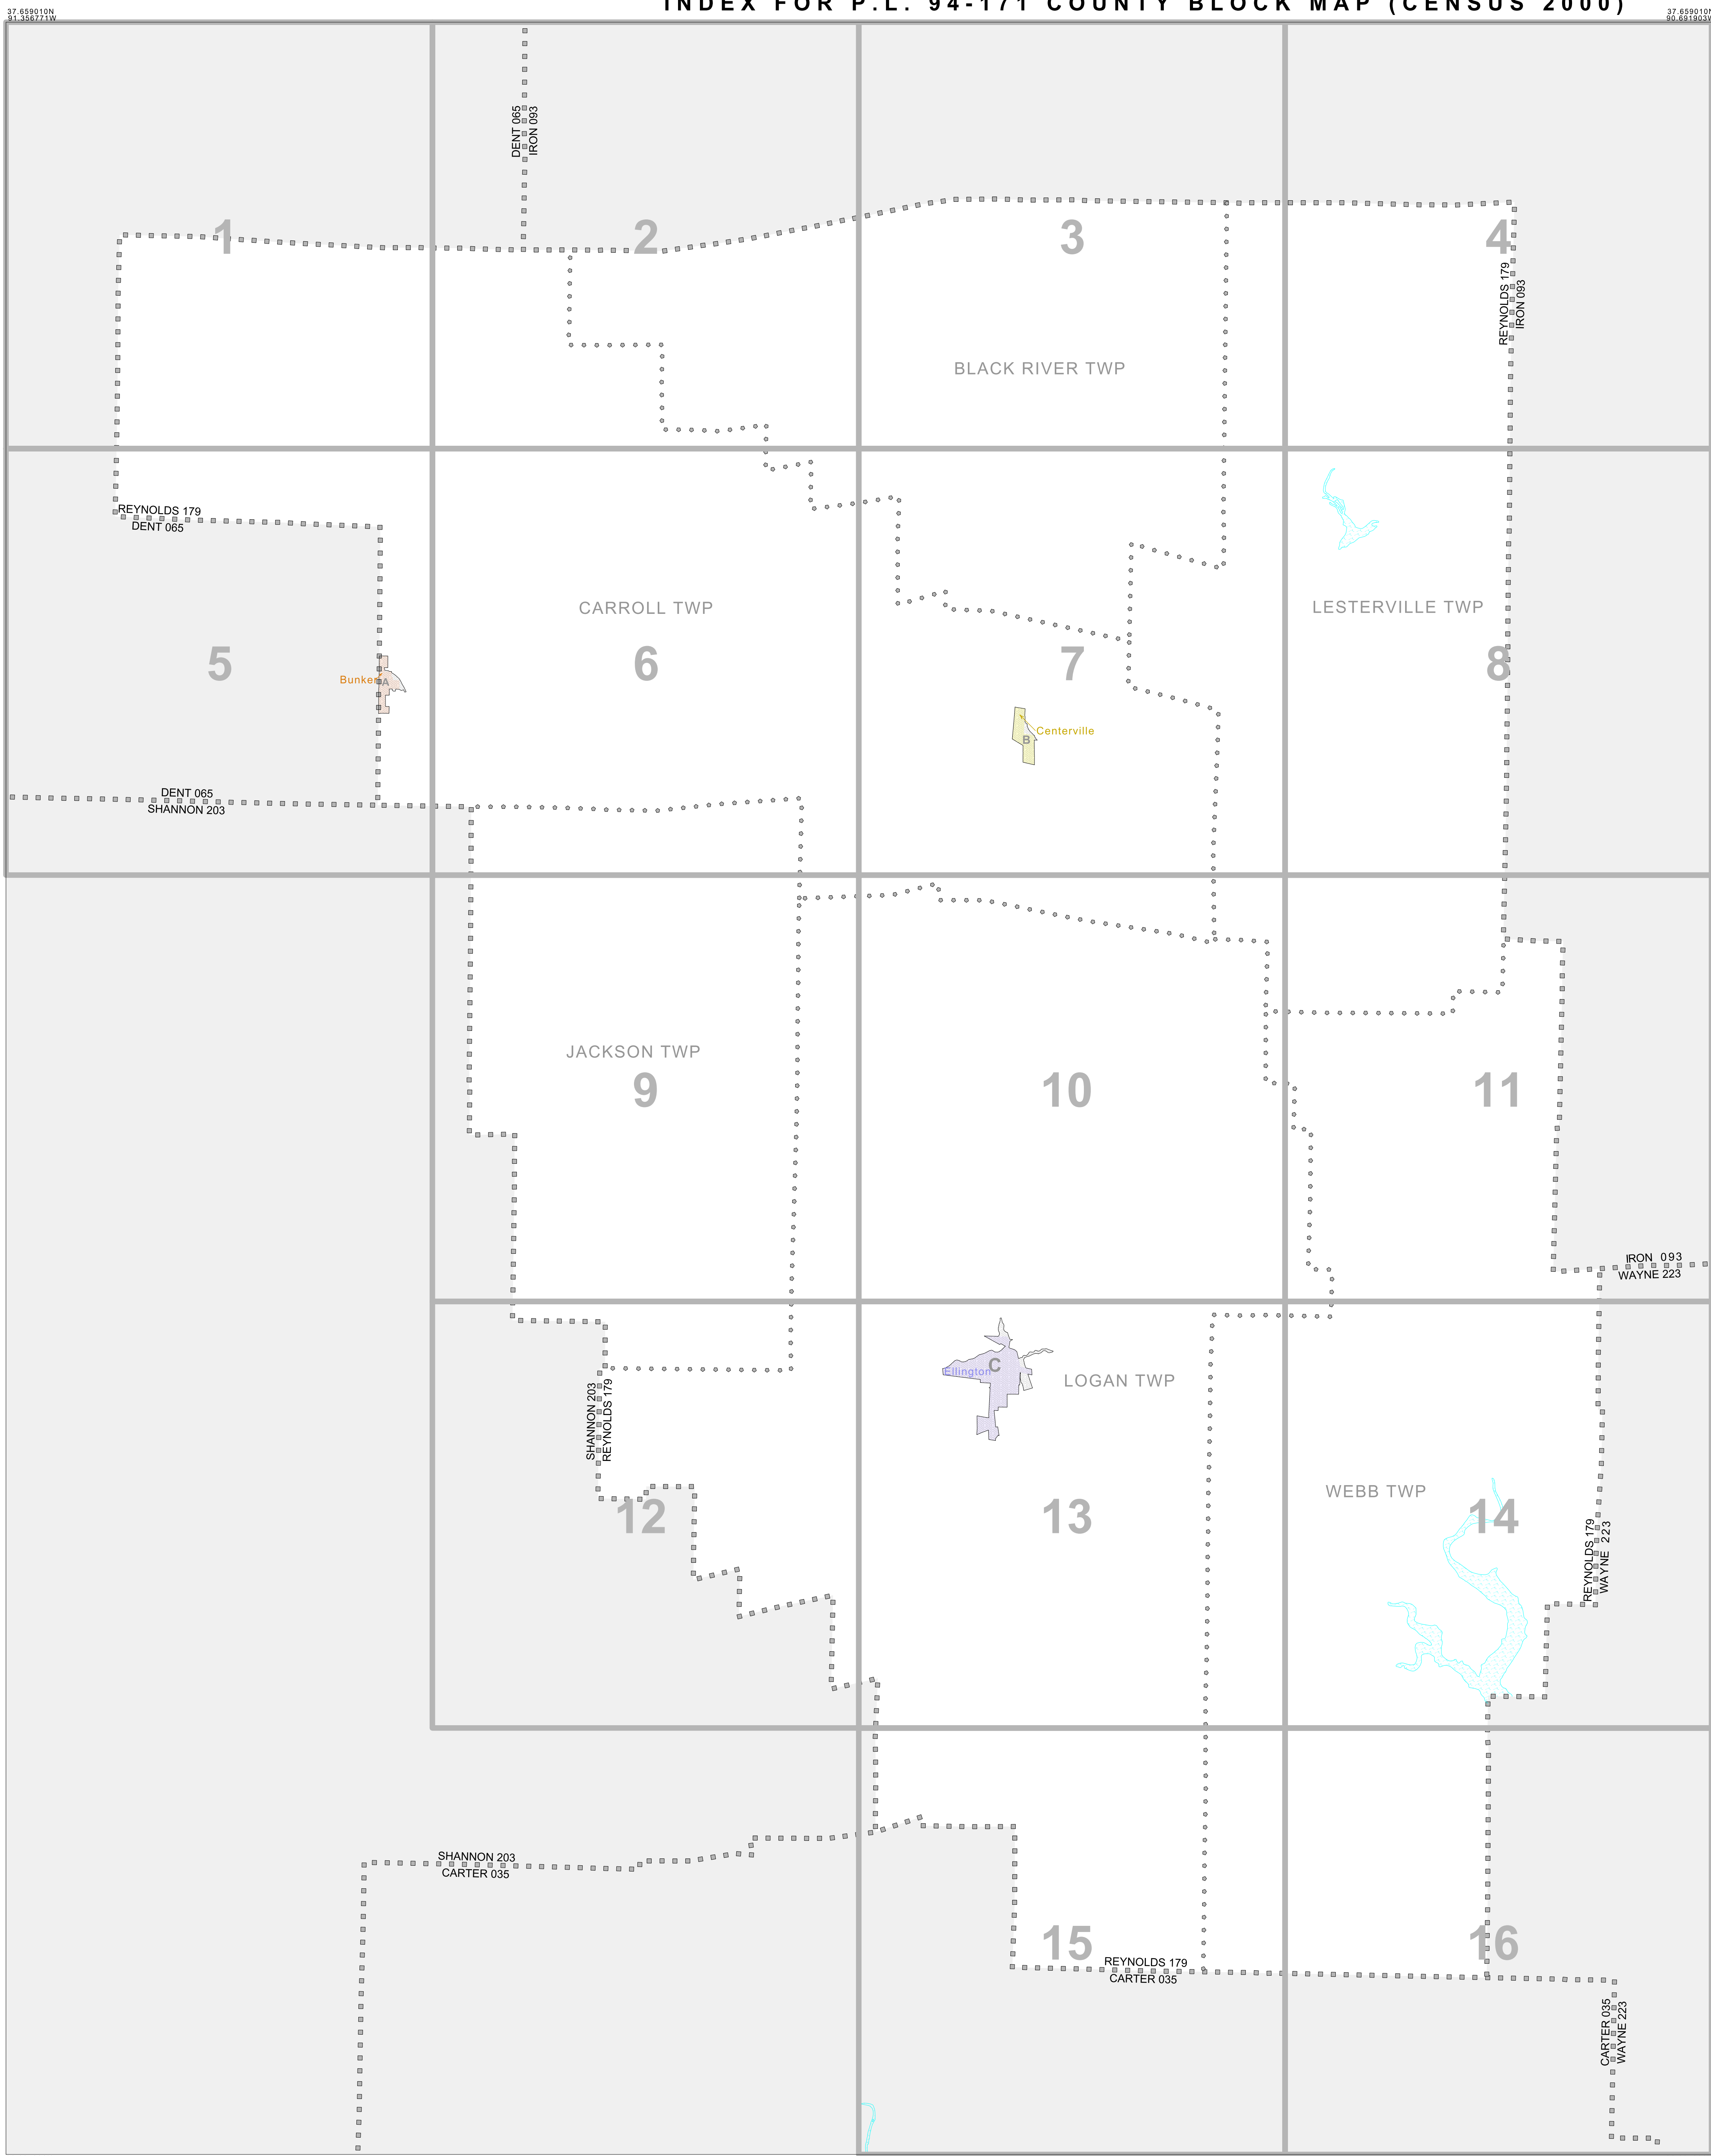 INDEX FOR P.L. 94-171 COUNTY BLOCK MAP (CENSUS 2000)
37.659010N
91.356771W
37.659010N
90.691903W
DENT 065
IRON 093
1
2
3
4
REYNOLDS 179
IRON 093
BLACK RIVER TWP
REYNOLDS 179
DENT 065
CARROLL TWP
LESTERVILLE TWP
5
6
7
8
Bunker
A
Centerville
B
DENT 065
SHANNON 203
JACKSON TWP
9
10
11
IRON 093
WAYNE 223
Ellington
C
LOGAN TWP
SHANNON 203
REYNOLDS 179
WEBB TWP
12
13
14
REYNOLDS 179
WAYNE 223
SHANNON 203
CARTER 035
15
16
REYNOLDS 179
CARTER 035
CARTER 035
WAYNE 223